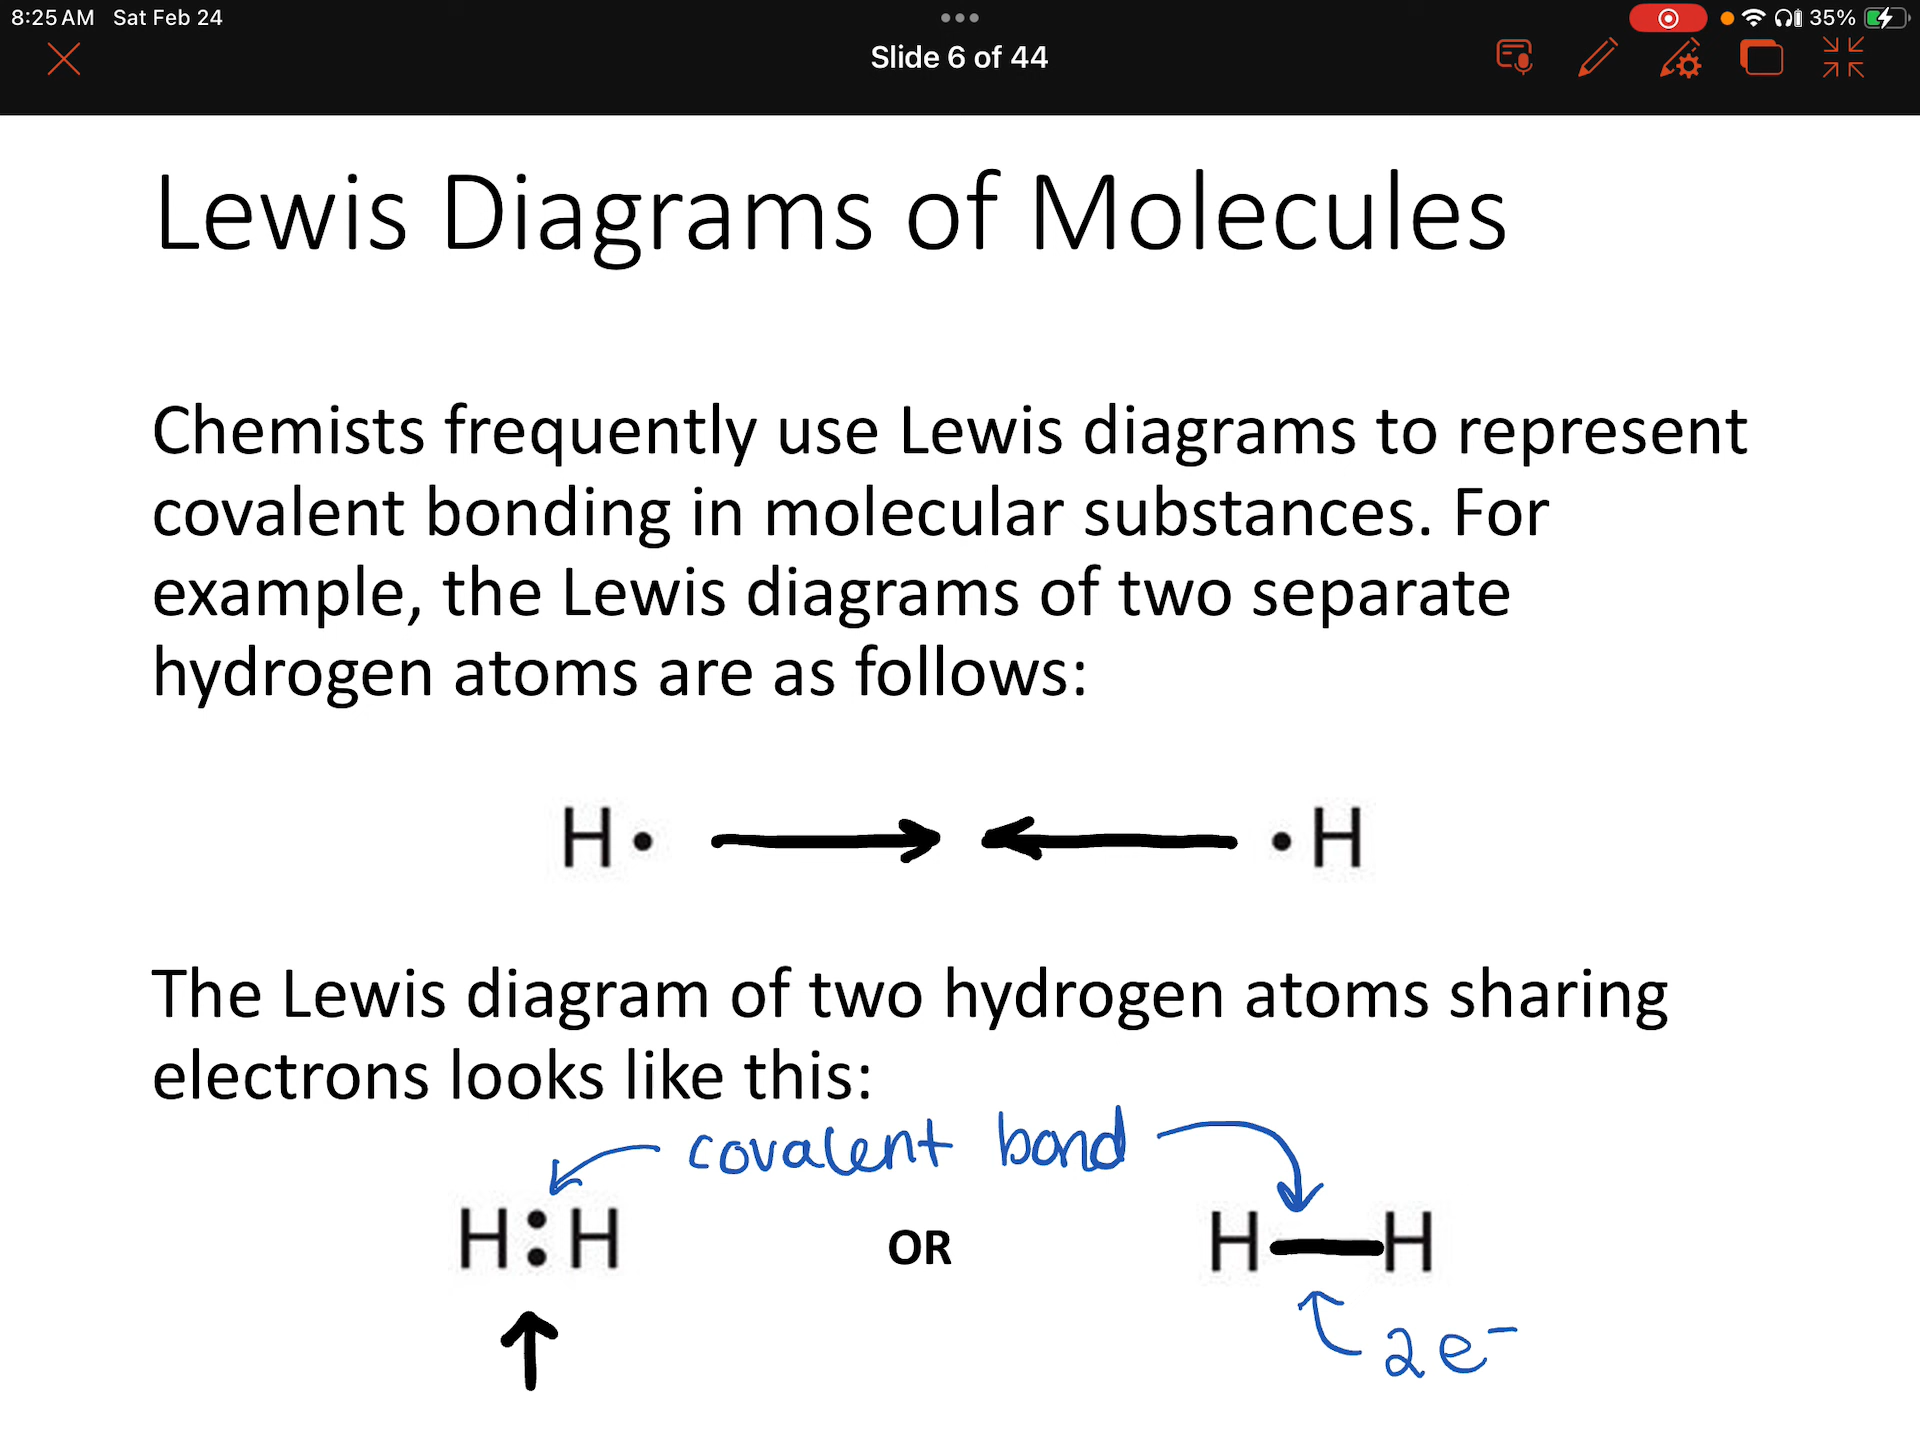 8:25 AM Sat Feb 24
35%
Slide 6 of 44
Lewis Diagrams of Molecules
Chemists frequently use Lewis diagrams to represent
covalent bonding in molecular substances. For
example, the Lewis diagrams of two separate
hydrogen atoms are as follows:
H• •H
The Lewis diagram of two hydrogen atoms sharing
electrons looks like this:
covalent bond
H:H OR H—H
2e⁻